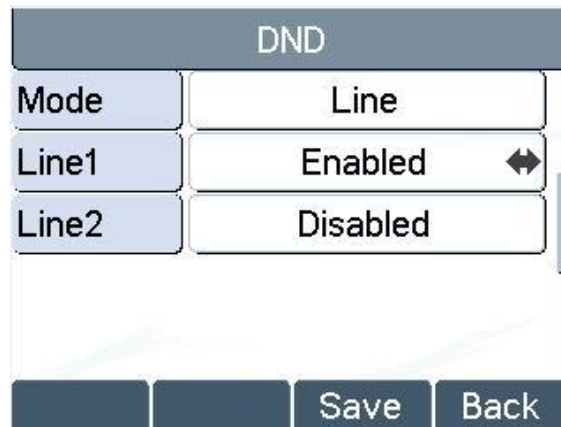 DND
Mode Line
Line1 Enabled
Line2 Disabled
Save Back